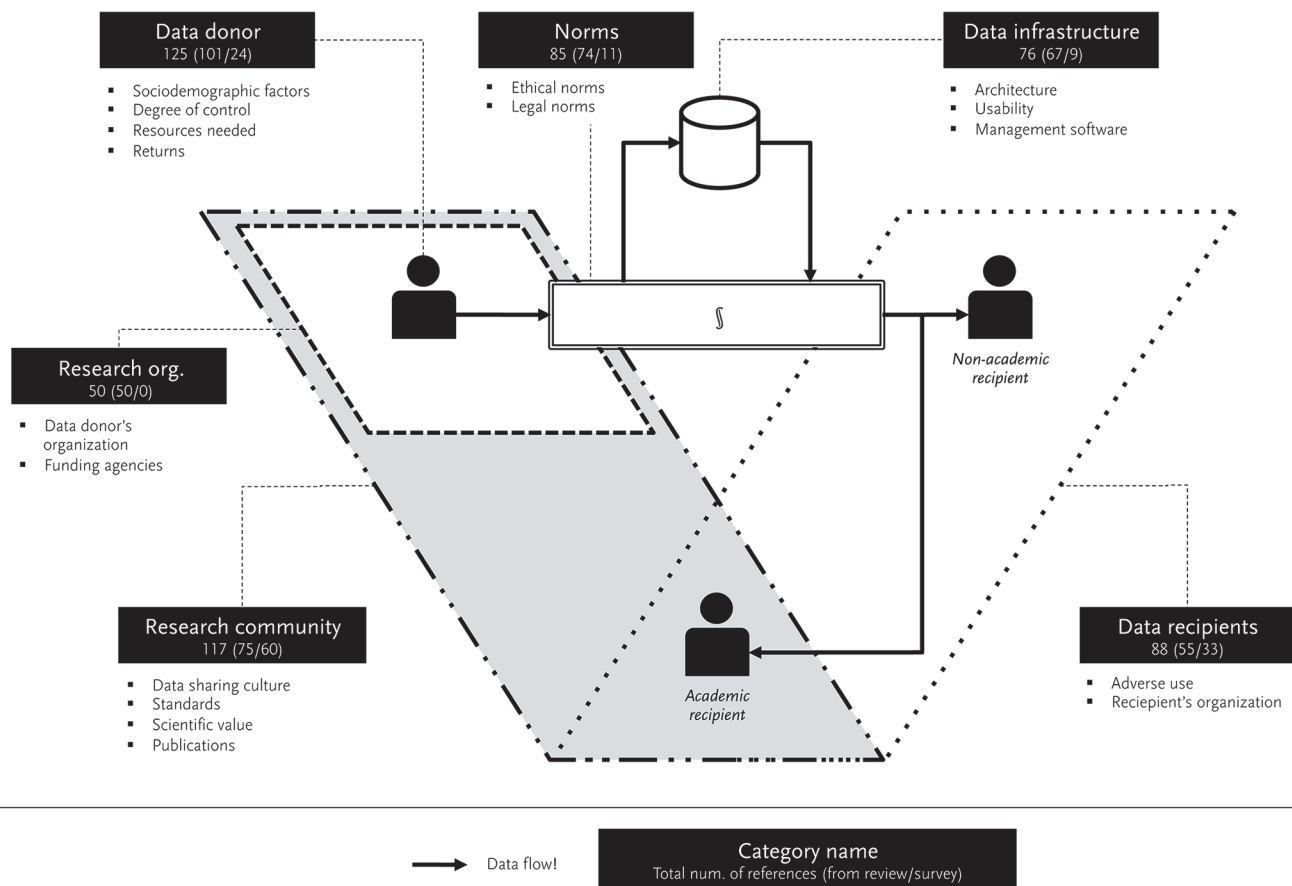 Data donor
125 (101/24)
▪ Sociodemographic factors
▪ Degree of control
▪ Resources needed
▪ Returns
Norms
85 (74/11)
▪ Ethical norms
▪ Legal norms
Data infrastructure
76 (67/9)
▪ Architecture
▪ Usability
▪ Management software
§
Non-academic
recipient
Research org.
50 (50/0)
▪ Data donor's
organization
▪ Funding agencies
Research community
117 (75/60)
▪ Data sharing culture
▪ Standards
▪ Scientific value
▪ Publications
Academic
recipient
Data recipients
88 (55/33)
▪ Adverse use
▪ Reciepient's organization
Data flow!
Category name
Total num. of references (from review/survey)